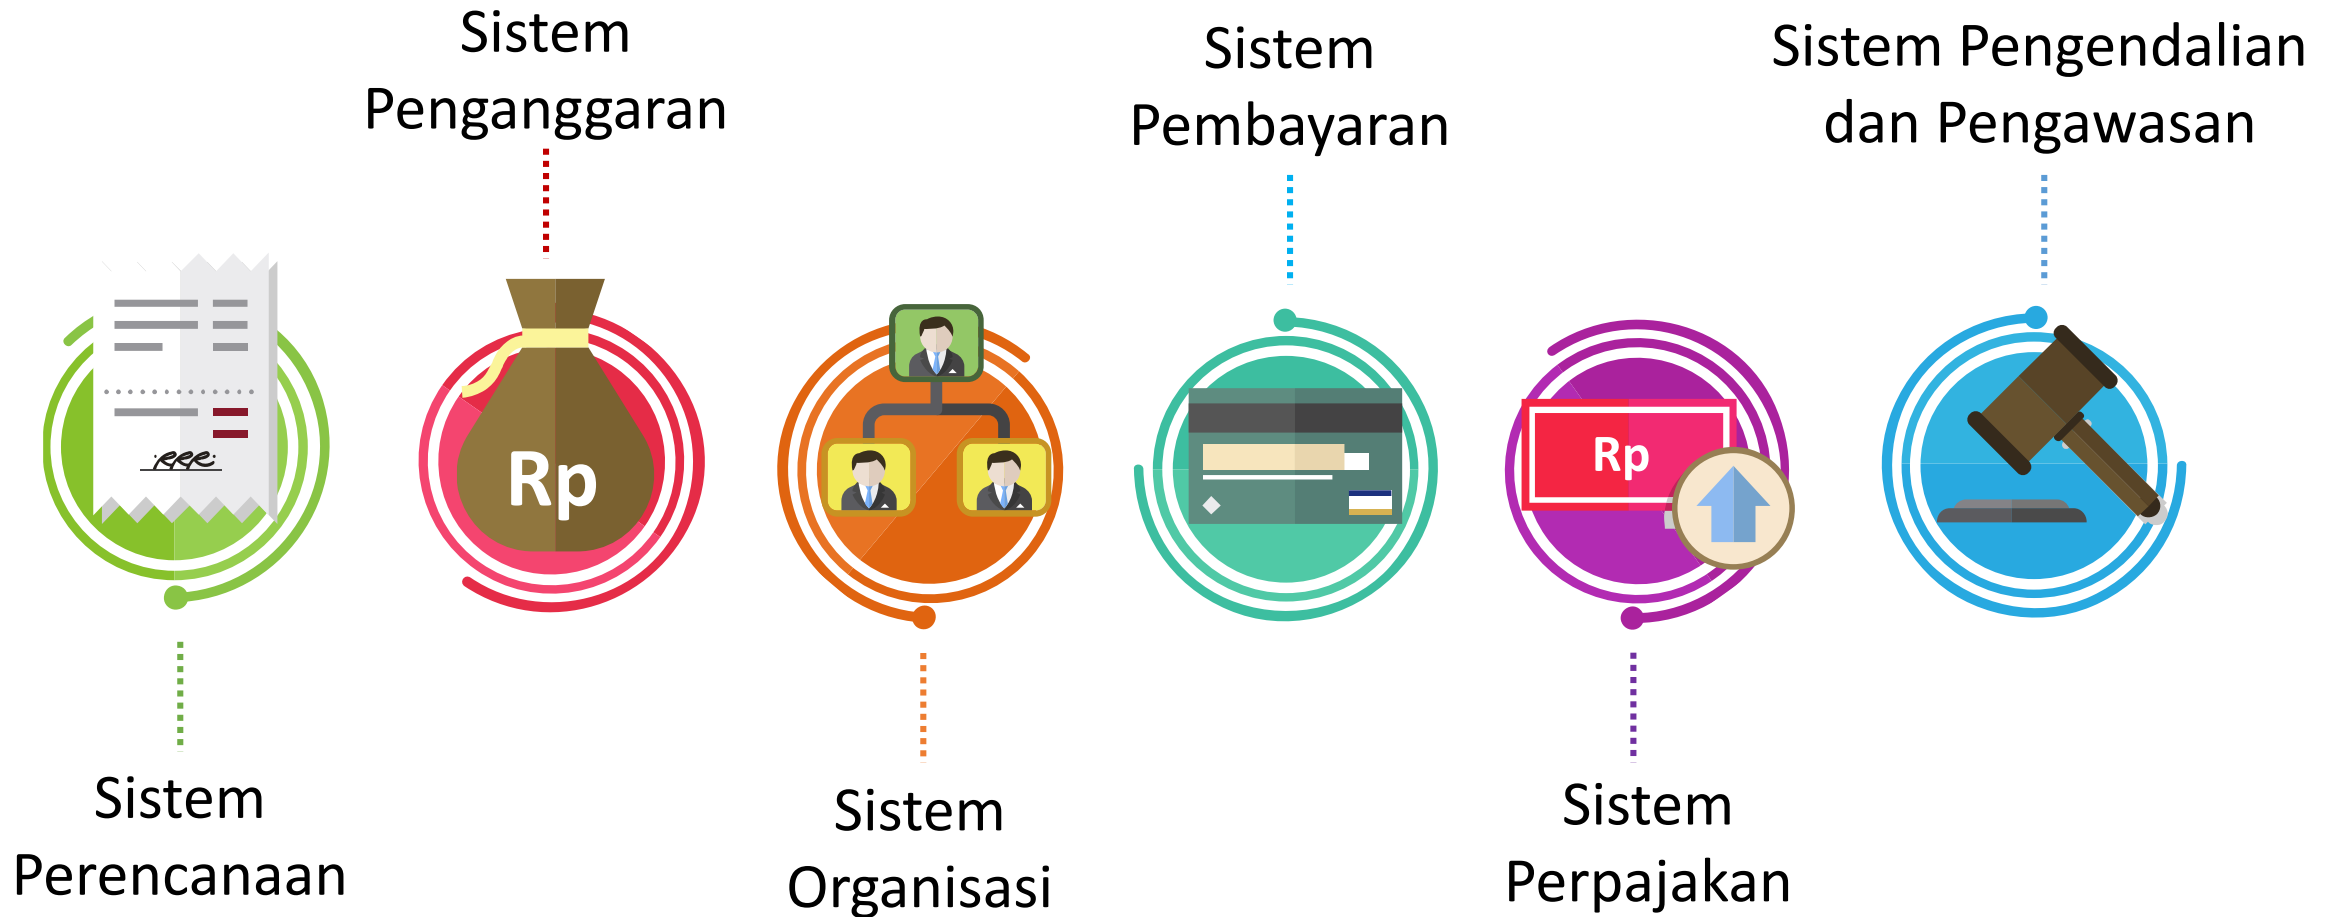 Sistem
Perencanaan
Sistem
Penganggaran
Rp
Sistem
Organisasi
Sistem
Pembayaran
Rp
Sistem
Perpajakan
Sistem Pengendalian
dan Pengawasan